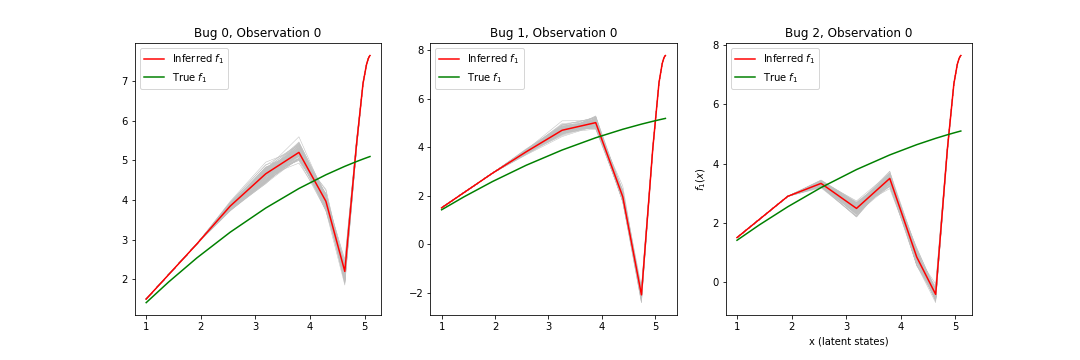 Bug 0, Observation 0
Inferred f₁
True f₁
7
6
5
4
3
2
1 2 3 4 5
Bug 1, Observation 0
Inferred f₁
True f₁
8
6
4
2
0
−2
1 2 3 4 5
Bug 2, Observation 0
Inferred f₁
True f₁
f₁(x)
8
6
4
2
0
1 2 3 4 5
x (latent states)